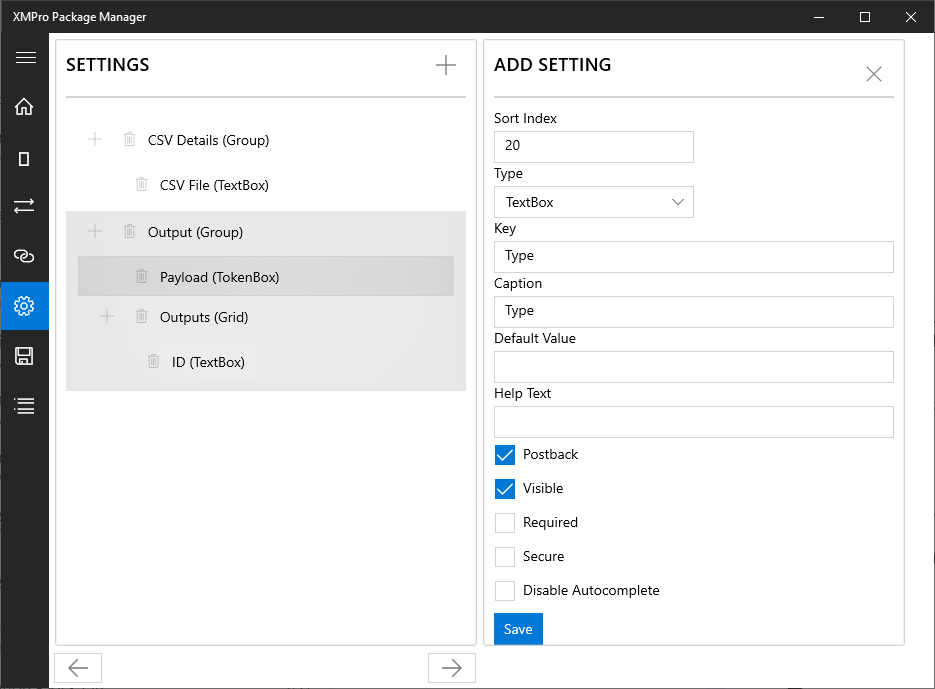 XMPro Package Manager
SETTINGS
CSV Details (Group)
CSV File (TextBox)
Output (Group)
Payload (TokenBox)
Outputs (Grid)
ID (TextBox)
ADD SETTING
Sort Index
20
Type
TextBox
Key
Type
Caption
Type
Default Value
Help Text
Postback
Visible
Required
Secure
Disable Autocomplete
Save